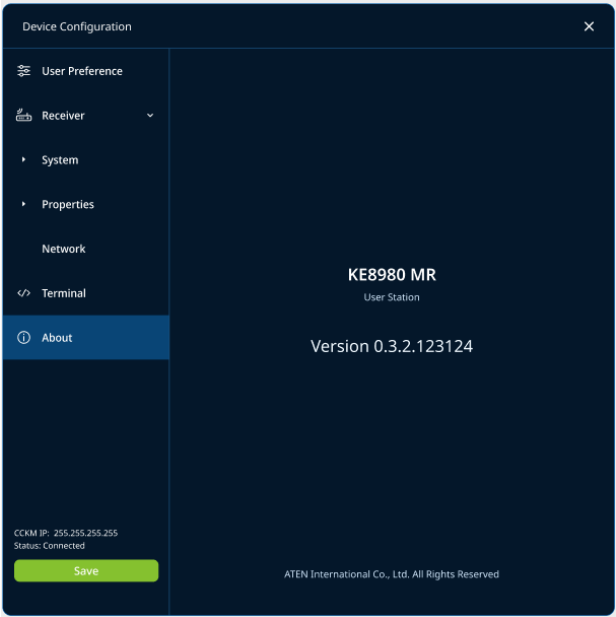 Device Configuration
User Preference
Receiver
System
Properties
Network
Terminal
About
KE8980 MR
User Station
Version 0.3.2.123124
CCKM IP: 255.255.255.255
Status: Connected
Save
ATEN International Co., Ltd. All Rights Reserved